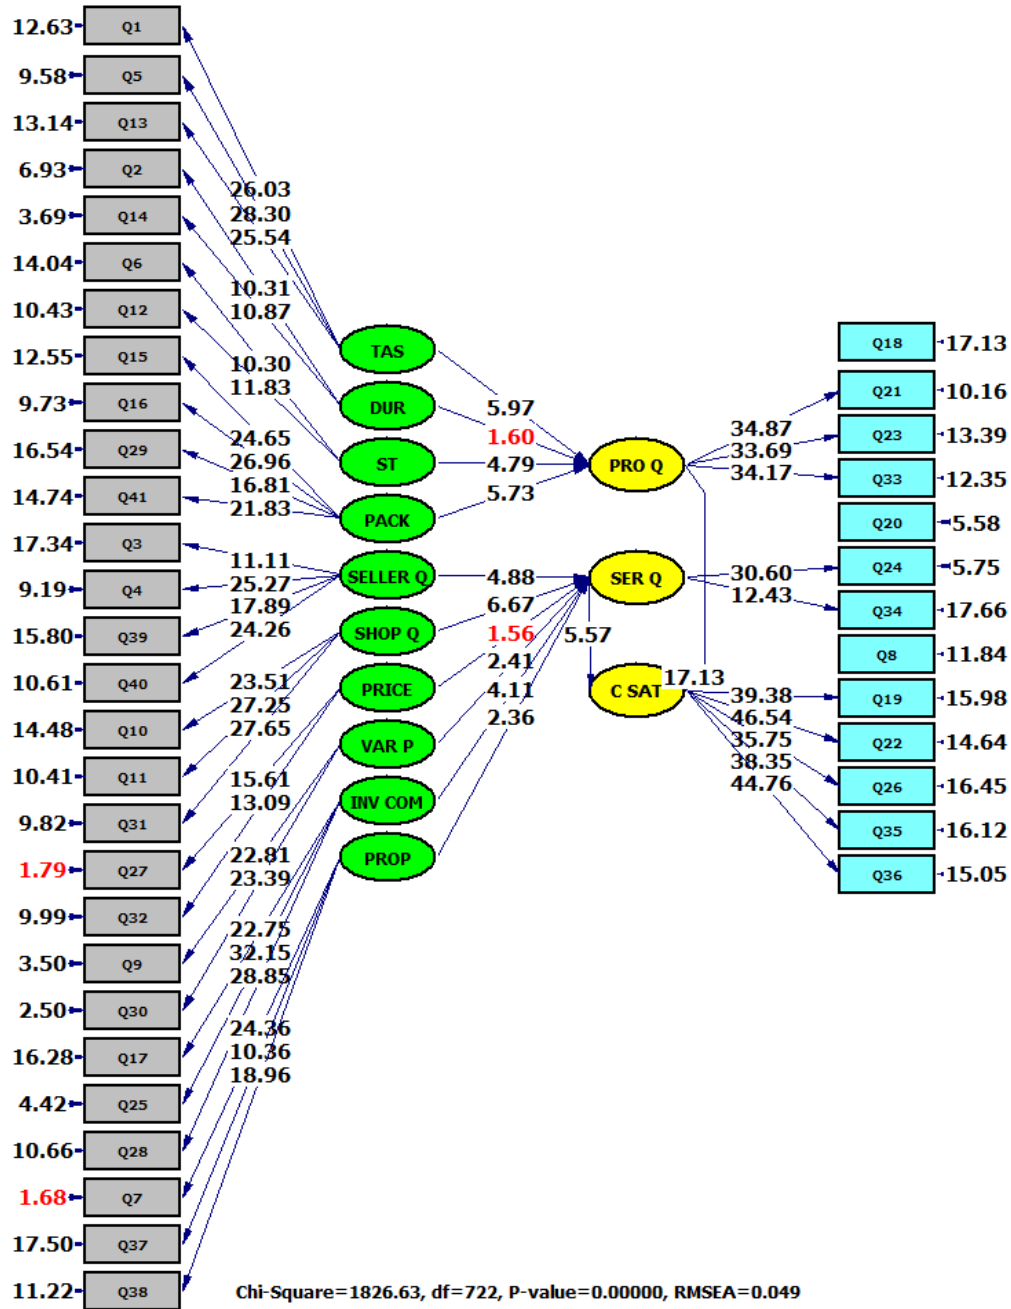 12.63 Q1
9.58 Q5
13.14 Q13
6.93 Q2
3.69 Q14
14.04 Q6
10.43 Q12
12.55 Q15
9.73 Q16
16.54 Q29
14.74 Q41
17.34 Q3
9.19 Q4
15.80 Q39
10.61 Q40
14.48 Q10
10.41 Q11
9.82 Q31
1.79 Q27
9.99 Q32
3.50 Q9
2.50 Q30
16.28 Q17
4.42 Q25
10.66 Q28
1.68 Q7
17.50 Q37
11.22 Q38
26.03
28.30
25.54
10.31
10.87
10.30
11.83
24.65
26.96
16.81
21.83
11.11
25.27
17.89
24.26
23.51
27.25
27.65
15.61
13.09
22.81
23.39
22.75
32.15
28.85
24.36
10.36
18.96
TAS
DUR
ST
PACK
SELLER Q
SHOP Q
PRICE
VAR P
INV COM
PROP
5.97
1.60
4.79
5.73
4.88
6.67
1.56
2.41
4.11
2.36
PRO Q
SER Q
5.57
C SAT
17.13
34.87
33.69
34.17
30.60
12.43
39.38
46.54
35.75
38.35
44.76
Q18 17.13
Q21 10.16
Q23 13.39
Q33 12.35
Q20 5.58
Q24 5.75
Q34 17.66
Q8 11.84
Q19 15.98
Q22 14.64
Q26 16.45
Q35 16.12
Q36 15.05
Chi-Square=1826.63, df=722, P-value=0.00000, RMSEA=0.049